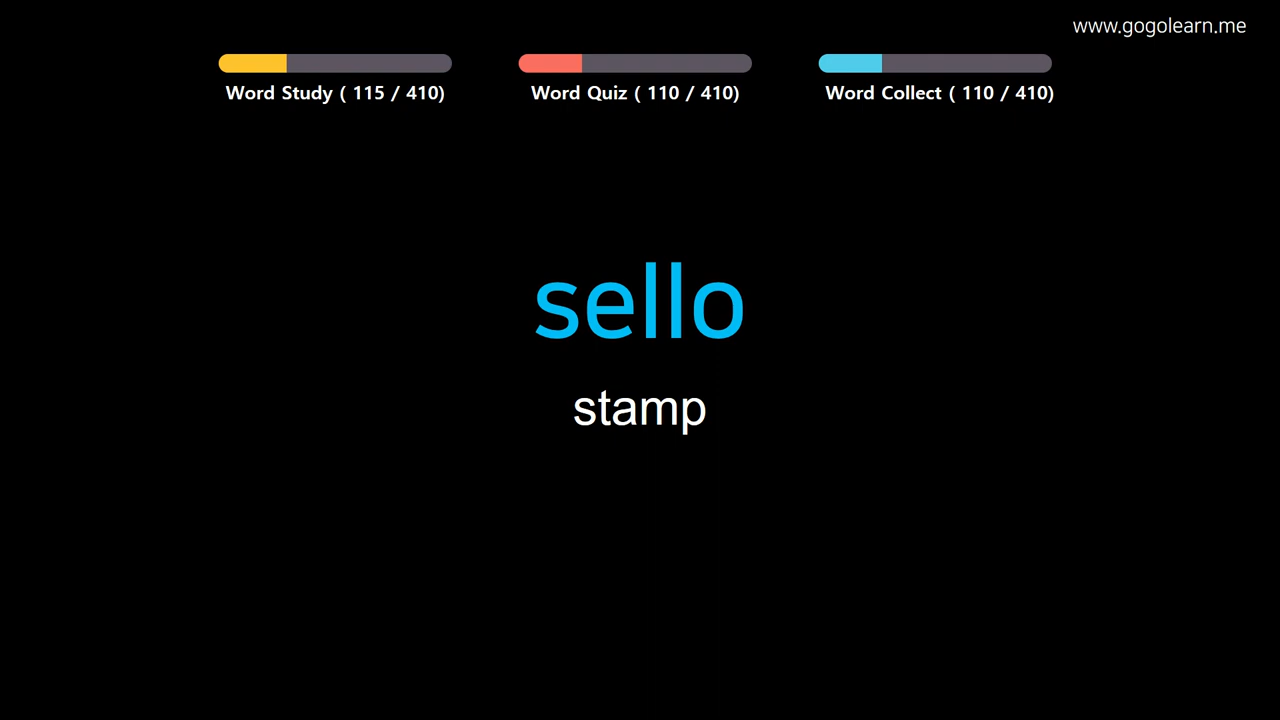 www.gogolearn.me
Word Study ( 115 / 410)
Word Quiz ( 110 / 410)
Word Collect ( 110 / 410)
sello
stamp